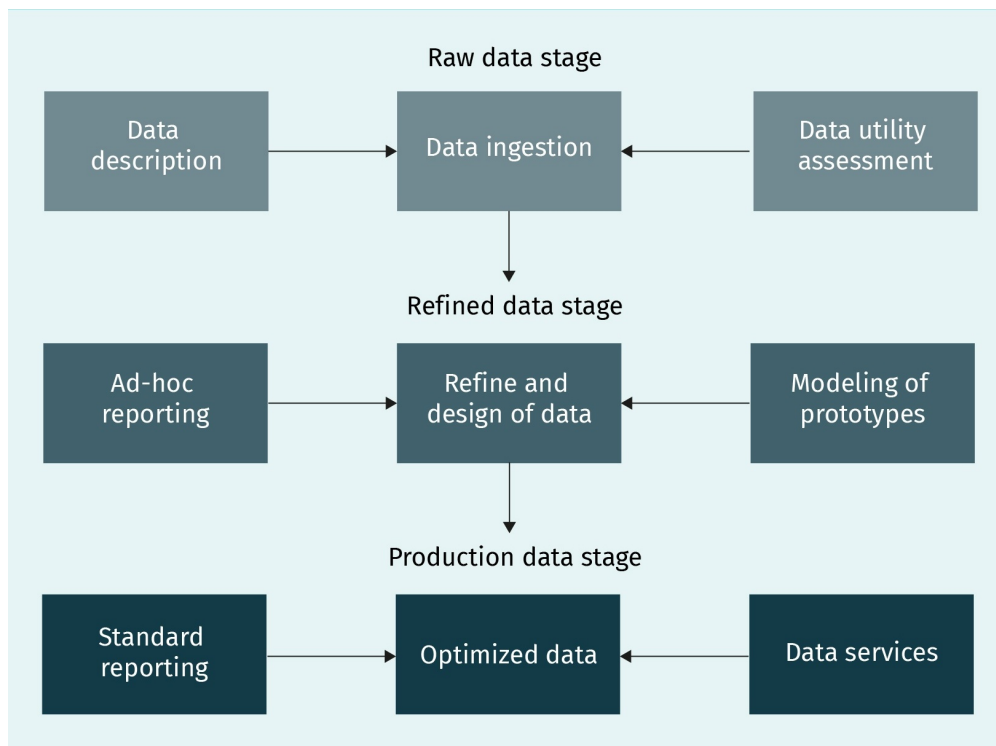 Raw data stage
Data
description
Data ingestion
Data utility
assessment
Refined data stage
Ad-hoc
reporting
Refine and
design of data
Modeling of
prototypes
Production data stage
Standard
reporting
Optimized data
Data services